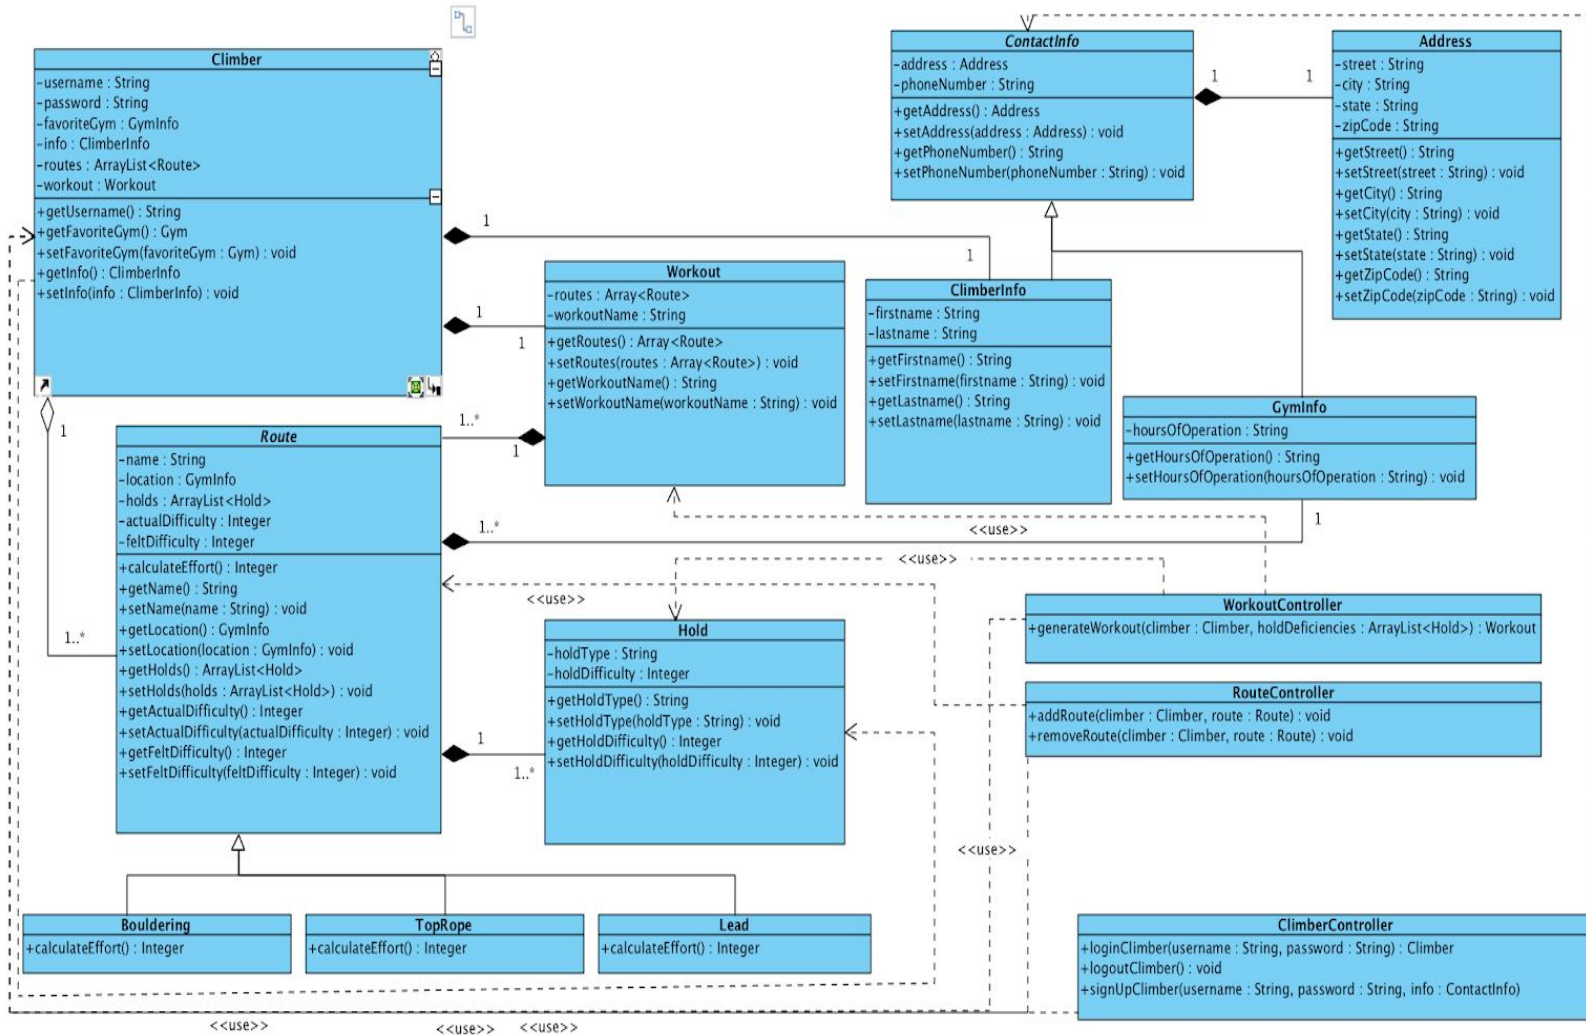 Climber
-username : String
-password : String
-favoriteGym : GymInfo
-info : ClimberInfo
-routes : ArrayList<Route>
-workout : Workout
+getUsername() : String
+getFavoriteGym() : Gym
+setFavoriteGym(favoriteGym : Gym) : void
+getInfo() : ClimberInfo
+setInfo(info : ClimberInfo) : void
1
1
1
1
1
1..*
ContactInfo
-address : Address
-phoneNumber : String
+getAddress() : Address
+setAddress(address : Address) : void
+getPhoneNumber() : String
+setPhoneNumber(phoneNumber : String) : void
1
1
Address
-street : String
-city : String
-state : String
-zipCode : String
+getStreet() : String
+setStreet(street : String) : void
+getCity() : String
+setCity(city : String) : void
+getState() : String
+setState(state : String) : void
+getZipCode() : String
+setZipCode(zipCode : String) : void
Workout
-routes : Array<Route>
-workoutName : String
+getRoutes() : Array<Route>
+setRoutes(routes : Array<Route>) : void
+getWorkoutName() : String
+setWorkoutName(workoutName : String) : void
1..*
1
ClimberInfo
-firstname : String
-lastname : String
+getFirstname() : String
+setFirstname(firstname : String) : void
+getLastname() : String
+setLastname(lastname : String) : void
GymInfo
-hoursOfOperation : String
+getHoursOfOperation() : String
+setHoursOfOperation(hoursOfOperation : String) : void
1..*
1
<<use>>
<<use>>
<<use>>
Route
-name : String
-location : GymInfo
-holds : ArrayList<Hold>
-actualDifficulty : Integer
-feltDifficulty : Integer
+calculateEffort() : Integer
+getName() : String
+setName(name : String) : void
+getLocation() : GymInfo
+setLocation(location : GymInfo) : void
+getHolds() : ArrayList<Hold>
+setHolds(holds : ArrayList<Hold>) : void
+getActualDifficulty() : Integer
+setActualDifficulty(actualDifficulty : Integer) : void
+getFeltDifficulty() : Integer
+setFeltDifficulty(feltDifficulty : Integer) : void
1
1..*
Hold
-holdType : String
-holdDifficulty : Integer
+getHoldType() : String
+setHoldType(holdType : String) : void
+getHoldDifficulty() : Integer
+setHoldDifficulty(holdDifficulty : Integer) : void
WorkoutController
+generateWorkout(climber : Climber, holdDeficiencies : ArrayList<Hold>) : Workout
RouteController
+addRoute(climber : Climber, route : Route) : void
+removeRoute(climber : Climber, route : Route) : void
<<use>>
Bouldering
+calculateEffort() : Integer
TopRope
+calculateEffort() : Integer
Lead
+calculateEffort() : Integer
ClimberController
+loginClimber(username : String, password : String) : Climber
+logoutClimber() : void
+signUpClimber(username : String, password : String, info : ContactInfo)
<<use>>
<<use>>
<<use>>